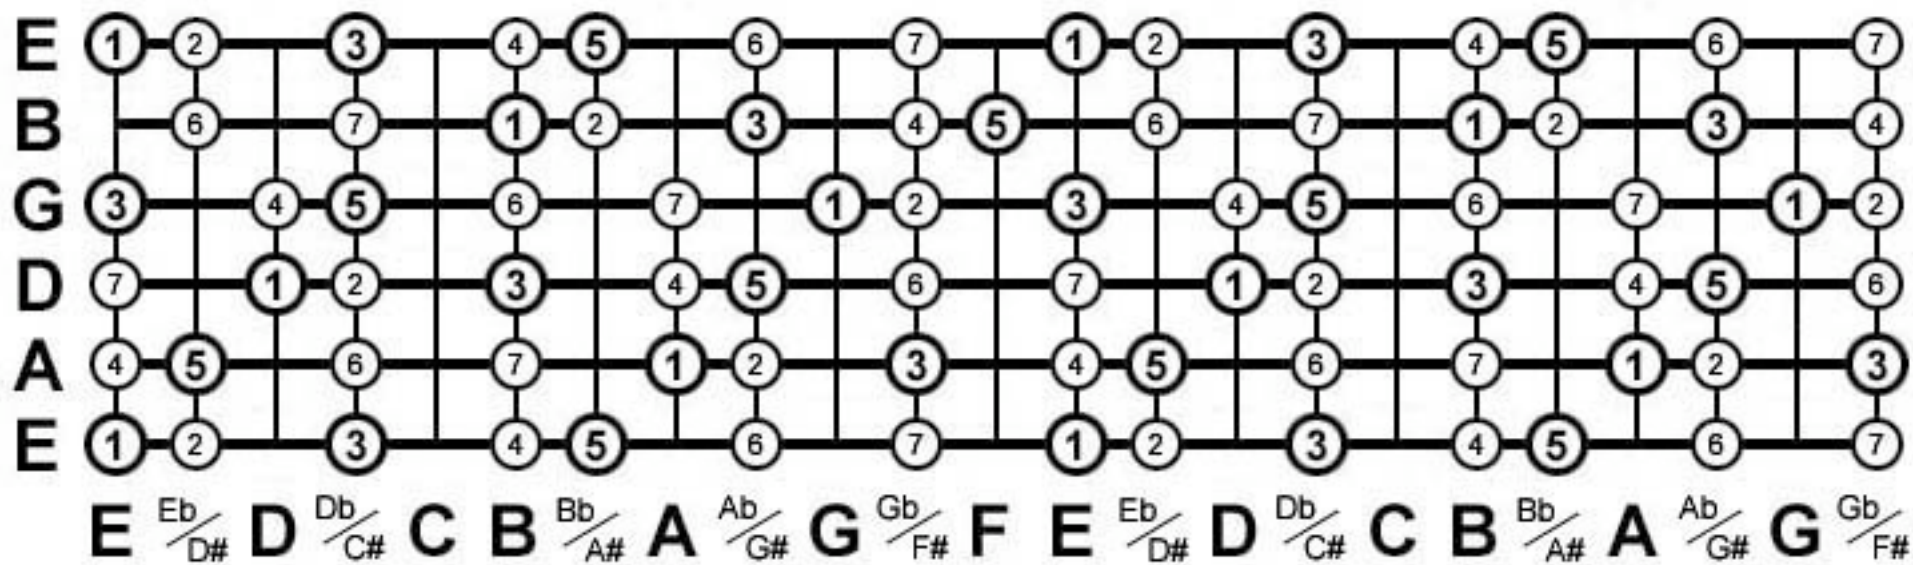 E 1 2 3 4 5 6 7 1 2 3 4 5 6 7
B 6 7 1 2 3 4 5 6 7 1 2 3 4
G 3 4 5 6 7 1 2 3 4 5 6 7 1 2
D 7 1 2 3 4 5 6 7 1 2 3 4 5 6
A 4 5 6 7 1 2 3 4 5 6 7 1 2 3
E 1 2 3 4 5 6 7 1 2 3 4 5 6 7
E Eb/D# D Db/C# C B Bb/A# A Ab/G# G Gb/F# F E Eb/D# D Db/C# C B Bb/A# A Ab/G# G Gb/F#